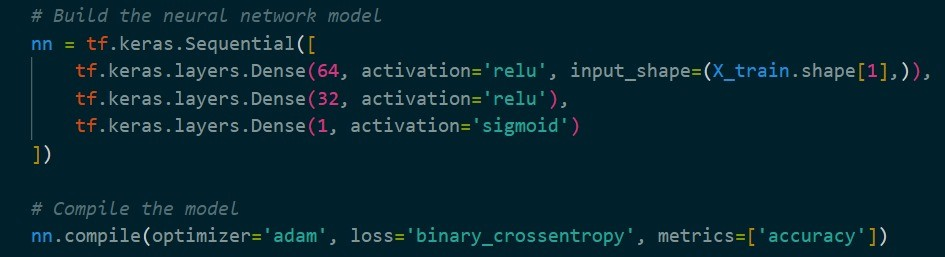 # Build the neural network model
nn = tf.keras.Sequential([
    tf.keras.layers.Dense(64, activation='relu', input_shape=(X_train.shape[1],)),
    tf.keras.layers.Dense(32, activation='relu'),
    tf.keras.layers.Dense(1, activation='sigmoid')
])

# Compile the model
nn.compile(optimizer='adam', loss='binary_crossentropy', metrics=['accuracy'])